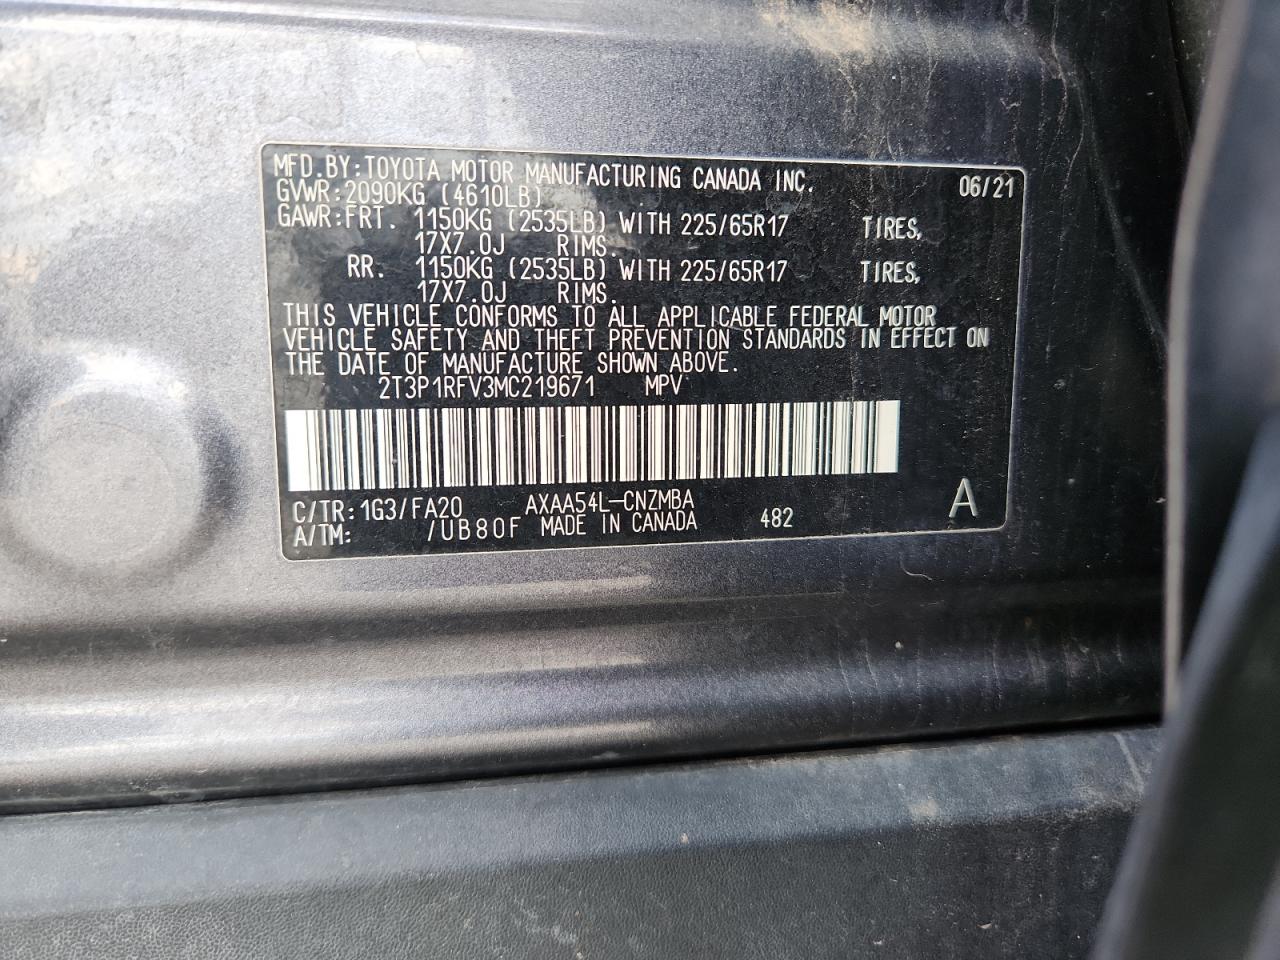 MFD.BY:TOYOTA MOTOR MANUFACTURING CANADA INC. 06/21
GVWR:2090KG (4610LB)
GAWR:FRT. 1150KG (2535LB) WITH 225/65R17 TIRES,
17X7.0J RIMS.
RR. 1150KG (2535LB) WITH 225/65R17 TIRES,
17X7.0J RIMS.
THIS VEHICLE CONFORMS TO ALL APPLICABLE FEDERAL MOTOR
VEHICLE SAFETY AND THEFT PREVENTION STANDARDS IN EFFECT ON
THE DATE OF MANUFACTURE SHOWN ABOVE.
2T3P1RFV3MC219671 MPV
C/TR:1G3/FA20 AXAA54L-CNZMBA
A/TM: /UB80F MADE IN CANADA 482 A